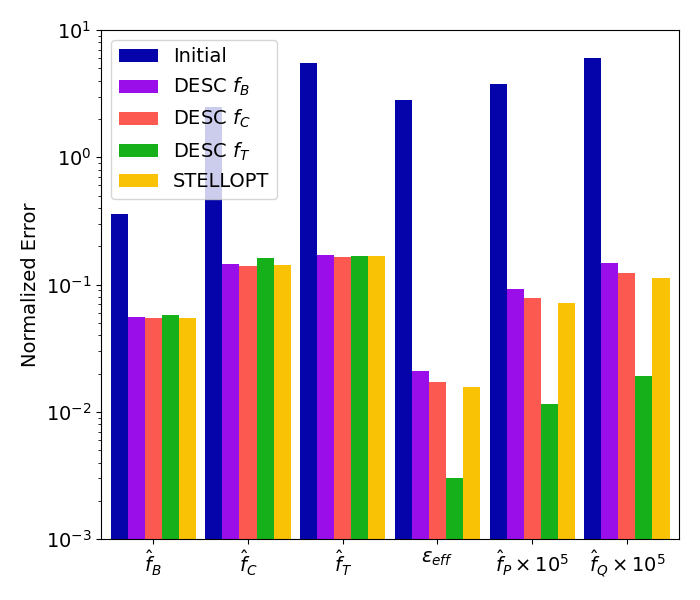 Normalized Error
10¹
10⁰
10⁻¹
10⁻²
10⁻³
Initial
DESC f_B
DESC f_C
DESC f_T
STELLOPT
f̂_B
f̂_C
f̂_T
ε_eff
f̂_P × 10⁵
f̂_Q × 10⁵